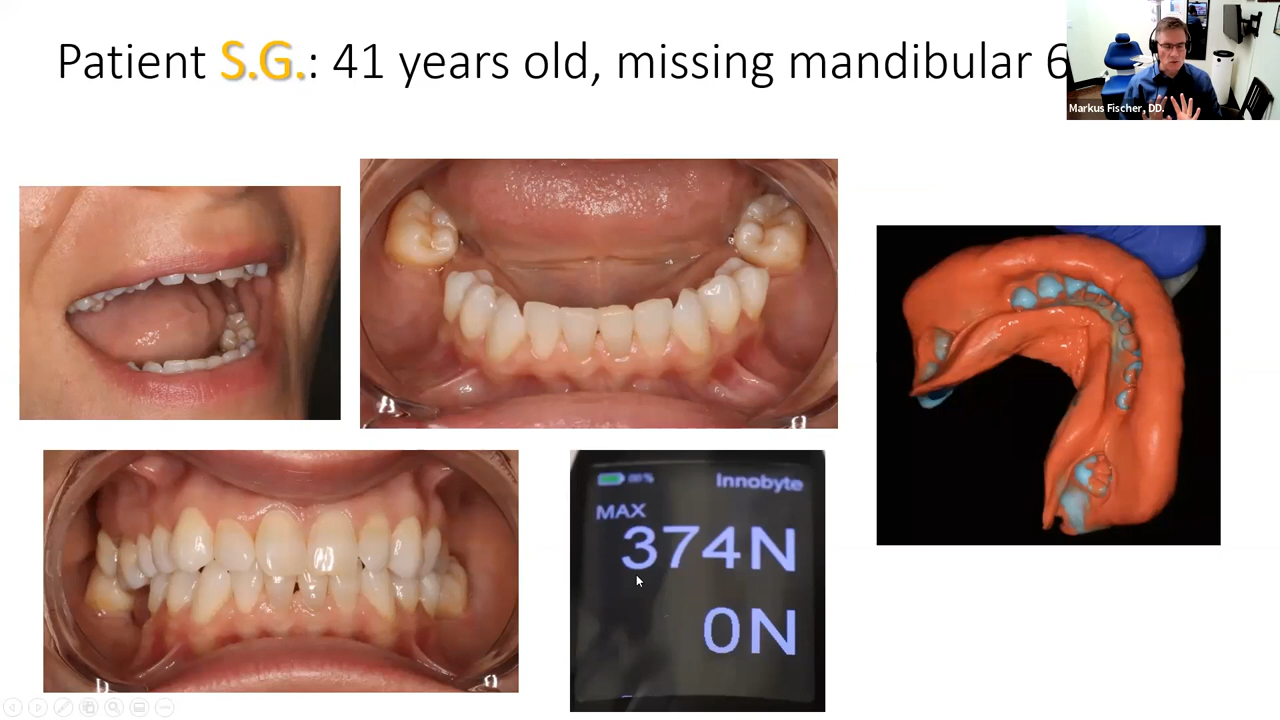 Patient S.G.: 41 years old, missing mandibular 6
Markus Fischer, DD.
Innobyte
MAX
374N
0N